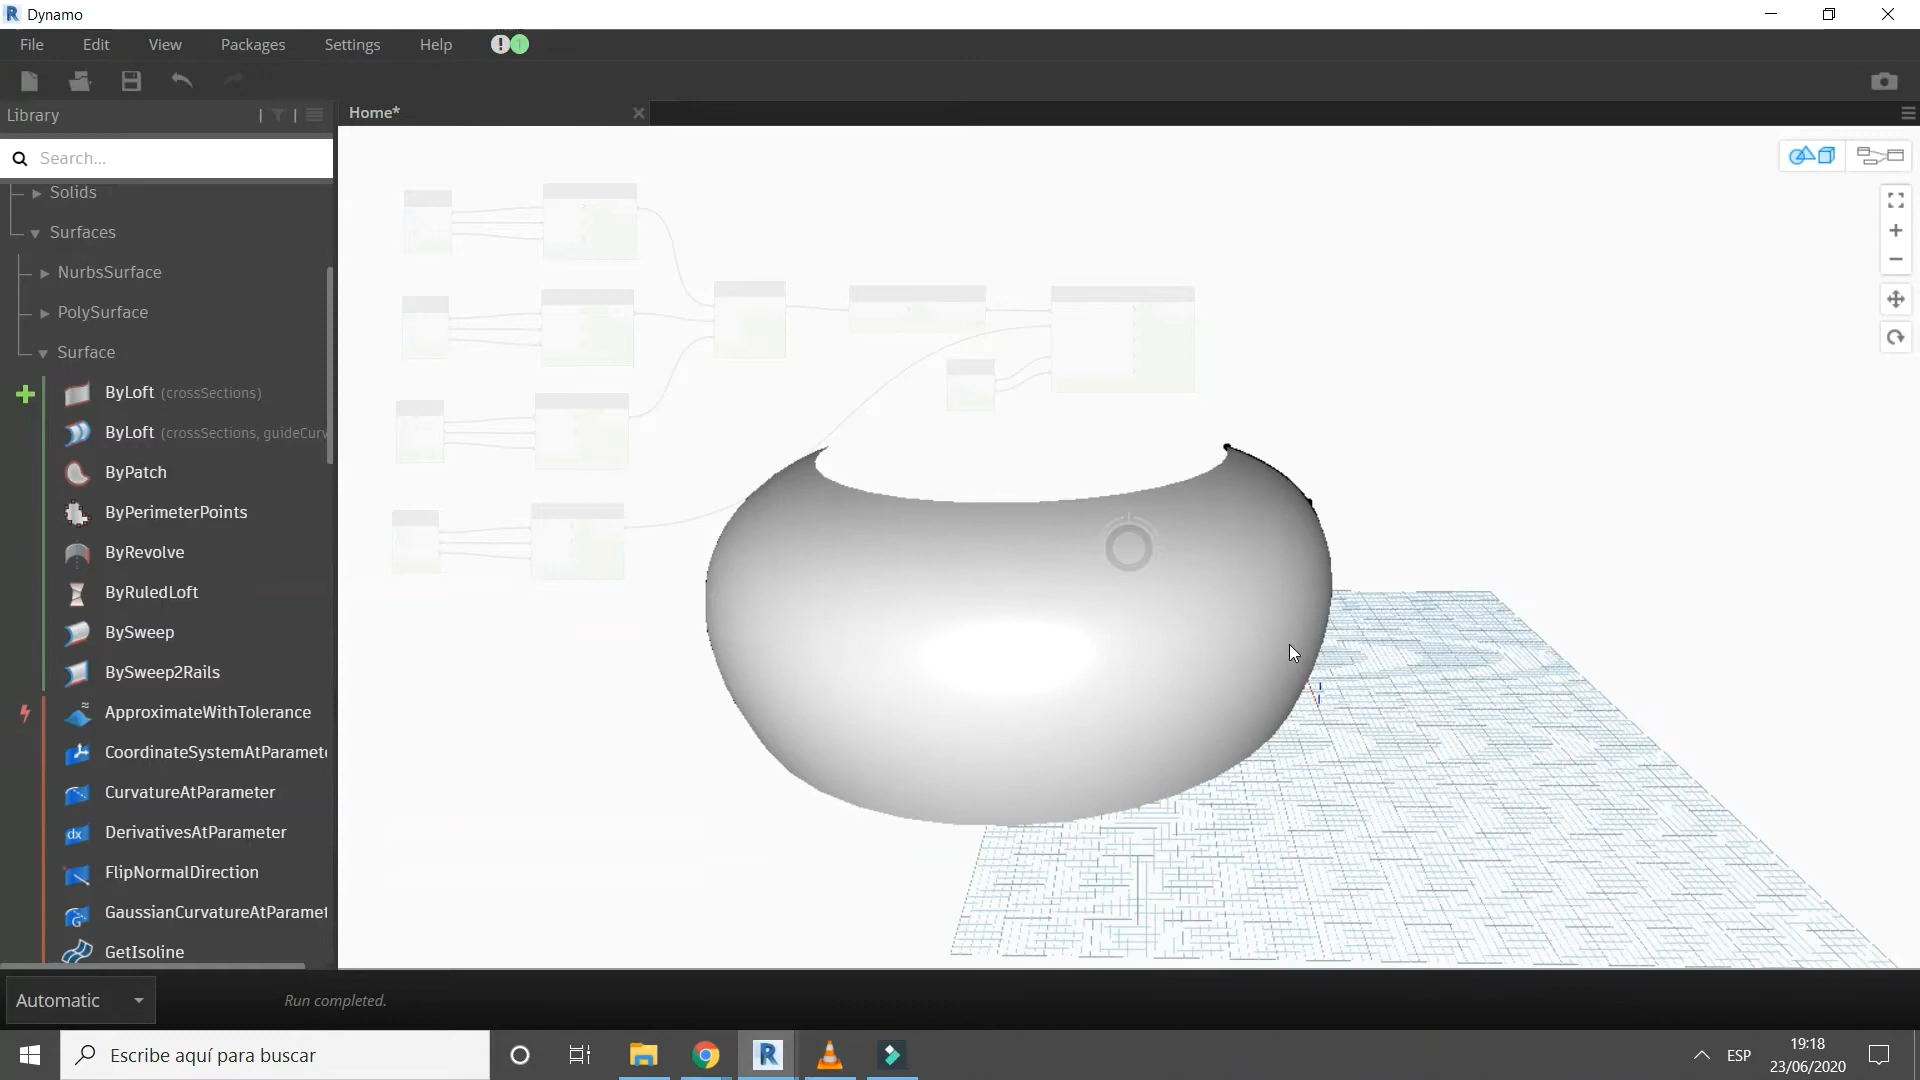 Dynamo
File Edit View Packages Settings Help
Library
Home*
Search...
Solids
Surfaces
NurbsSurface
PolySurface
Surface
ByLoft (crossSections)
ByLoft (crossSections, guideCurv
ByPatch
ByPerimeterPoints
ByRevolve
ByRuledLoft
BySweep
BySweep2Rails
ApproximateWithTolerance
CoordinateSystemAtParamete
CurvatureAtParameter
DerivativesAtParameter
FlipNormalDirection
GaussianCurvatureAtParamet
GetIsoline
Automatic
Run completed.
Escribe aquí para buscar
ESP
19:18
23/06/2020